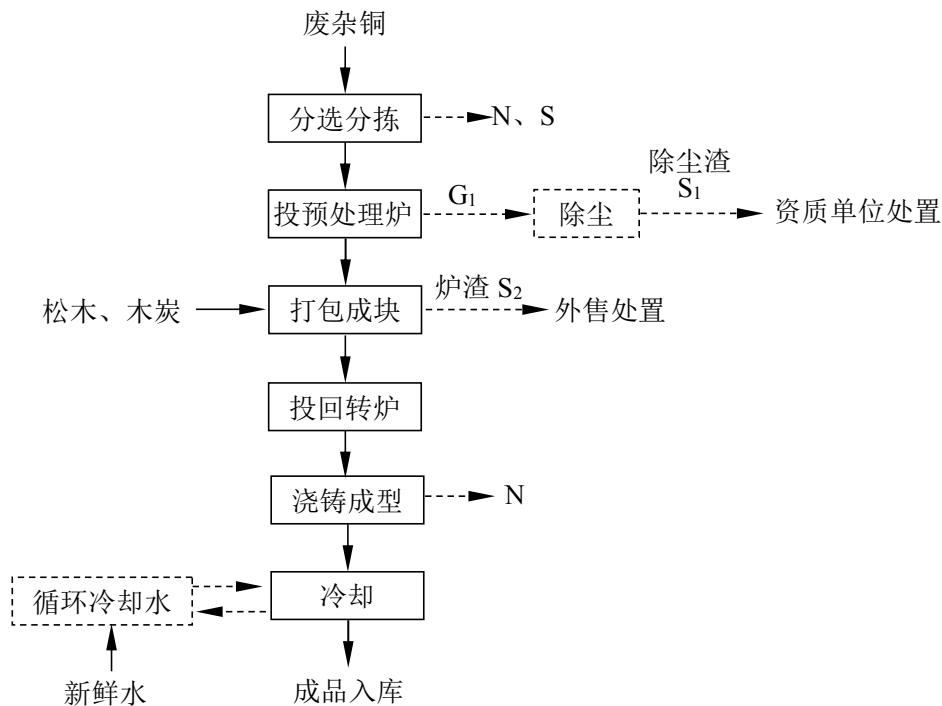 废杂铜
分选分拣
N、S
投预处理炉
G₁
除尘
除尘渣
S₁
资质单位处置
松木、木炭
打包成块
炉渣 S₂
外售处置
投回转炉
浇铸成型
N
循环冷却水
冷却
新鲜水
成品入库